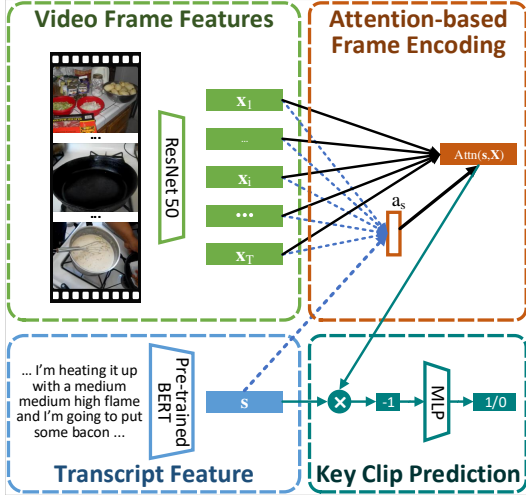 Video Frame Features
Attention-based
Frame Encoding
...
...
ResNet 50
x1
...
xi
•••
xT
Attn(s,X)
as
... I'm heating it up
with a medium
medium high flame
and I'm going to put
some bacon ...
Pre-trained
BERT
s
×
-1
MLP
1/0
Transcript Feature
Key Clip Prediction